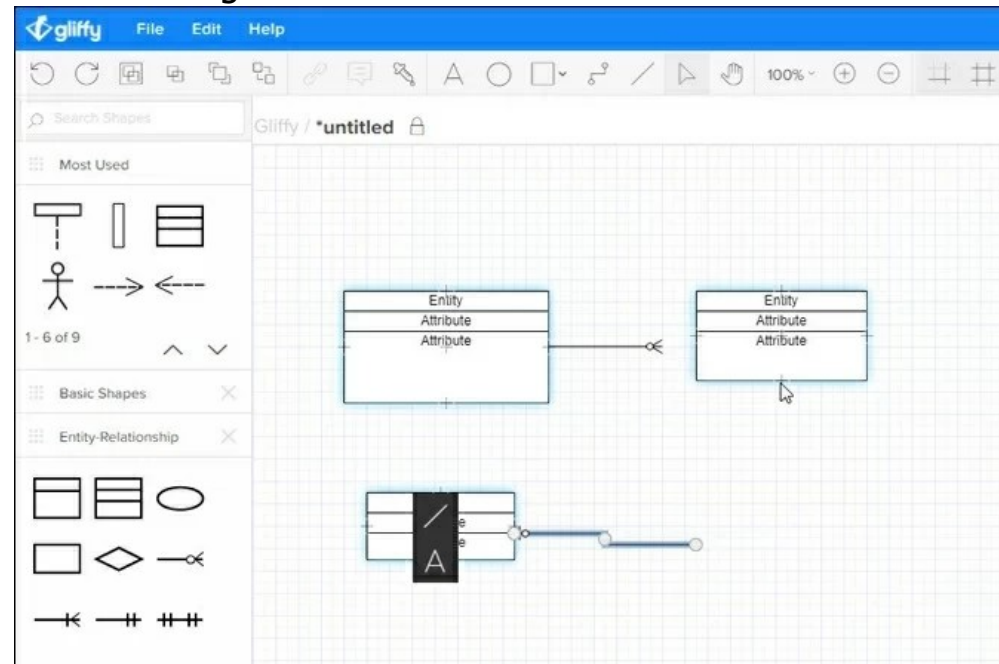 gliffy File Edit Help
A 100%
Search Shapes
Gliffy / *untitled
Most Used
1 - 6 of 9
Basic Shapes
Entity-Relationship
Entity
Attribute
Attribute
Entity
Attribute
Attribute
e
e
A